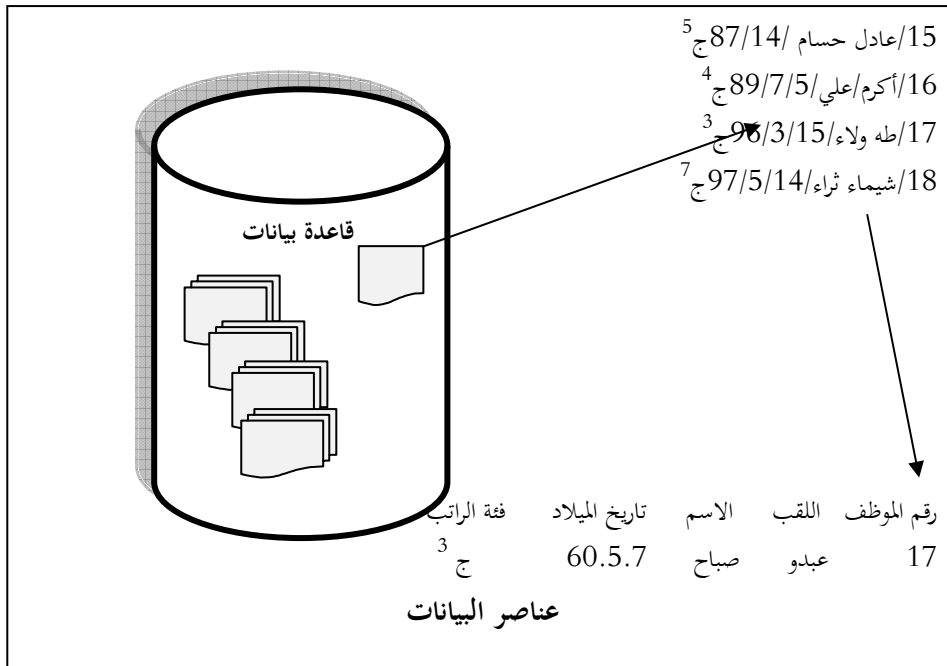 15/عادل حسام /87/14ج5
16/أكرم/علي/89/7/5ج4
17/طه ولاء/96/3/15ج3
18/شيماء ثراء/97/5/14ج7
قاعدة بيانات
رقم الموظف اللقب الاسم تاريخ الميلاد فئة الراتب
17 عبدو صباح 60.5.7 ج3
عناصر البيانات